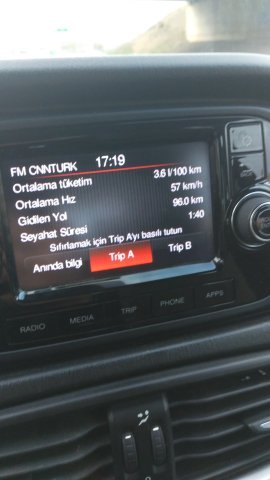 FM CNNTURK 17:19
Ortalama tüketim 3.6 l/100 km
Ortalama Hız 57 km/h
Gidilen Yol 96.0 km
Seyahat Süresi 1:40
Sıfırlamak için Trip A'yı basılı tutun
Anında bilgi Trip A Trip B
RADIO MEDIA TRIP PHONE APPS